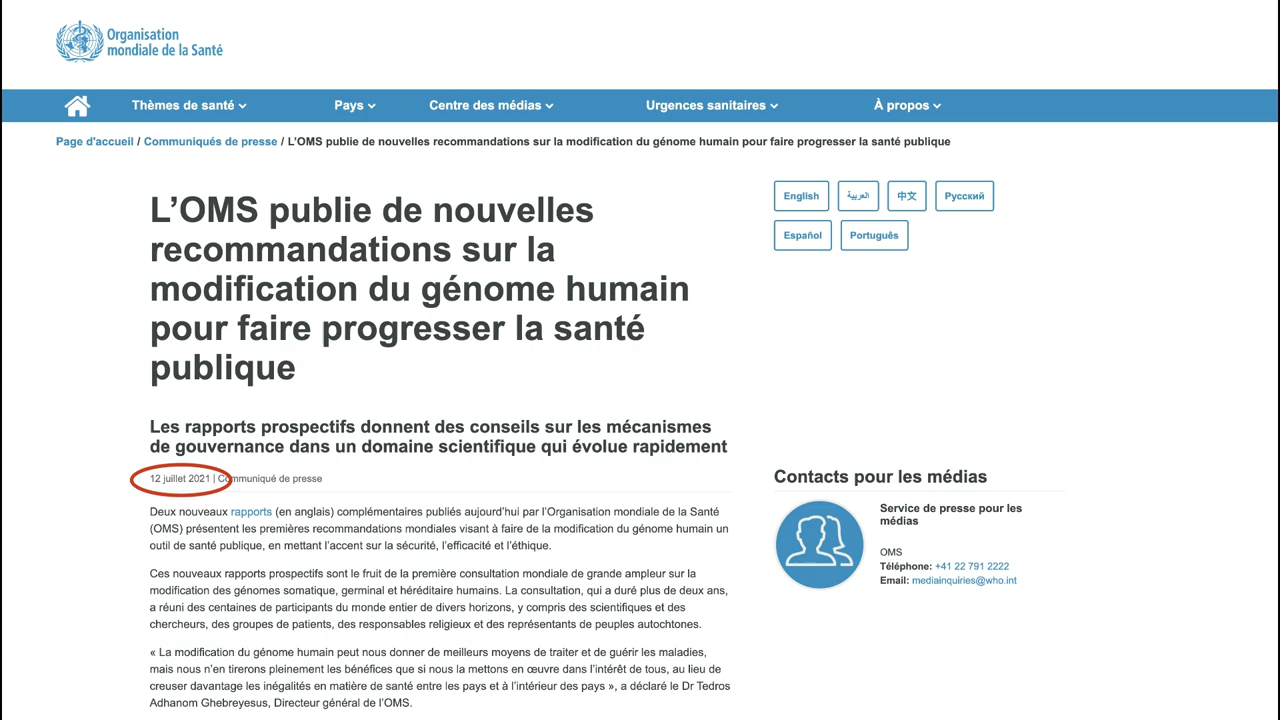 Organisation
mondiale de la Santé
Thèmes de santé
Pays
Centre des médias
Urgences sanitaires
À propos
Page d'accueil / Communiqués de presse / L’OMS publie de nouvelles recommandations sur la modification du génome humain pour faire progresser la santé publique
L’OMS publie de nouvelles
recommandations sur la
modification du génome humain
pour faire progresser la santé
publique
English
العربية
中文
Русский
Español
Português
Les rapports prospectifs donnent des conseils sur les mécanismes
de gouvernance dans un domaine scientifique qui évolue rapidement
12 juillet 2021 | Communiqué de presse
Deux nouveaux rapports (en anglais) complémentaires publiés aujourd’hui par l’Organisation mondiale de la Santé
(OMS) présentent les premières recommandations mondiales visant à faire de la modification du génome humain un
outil de santé publique, en mettant l’accent sur la sécurité, l’efficacité et l’éthique.
Ces nouveaux rapports prospectifs sont le fruit de la première consultation mondiale de grande ampleur sur la
modification des génomes somatique, germinal et héréditaire humains. La consultation, qui a duré plus de deux ans,
a réuni des centaines de participants du monde entier de divers horizons, y compris des scientifiques et des
chercheurs, des groupes de patients, des responsables religieux et des représentants de peuples autochtones.
« La modification du génome humain peut nous donner de meilleurs moyens de traiter et de guérir les maladies,
mais nous n’en tirerons pleinement les bénéfices que si nous la mettons en œuvre dans l’intérêt de tous, au lieu de
creuser davantage les inégalités en matière de santé entre les pays et à l’intérieur des pays », a déclaré le Dr Tedros
Adhanom Ghebreyesus, Directeur général de l’OMS.
Contacts pour les médias
Service de presse pour les
médias
OMS
Téléphone: +41 22 791 2222
Email: mediainquiries@who.int